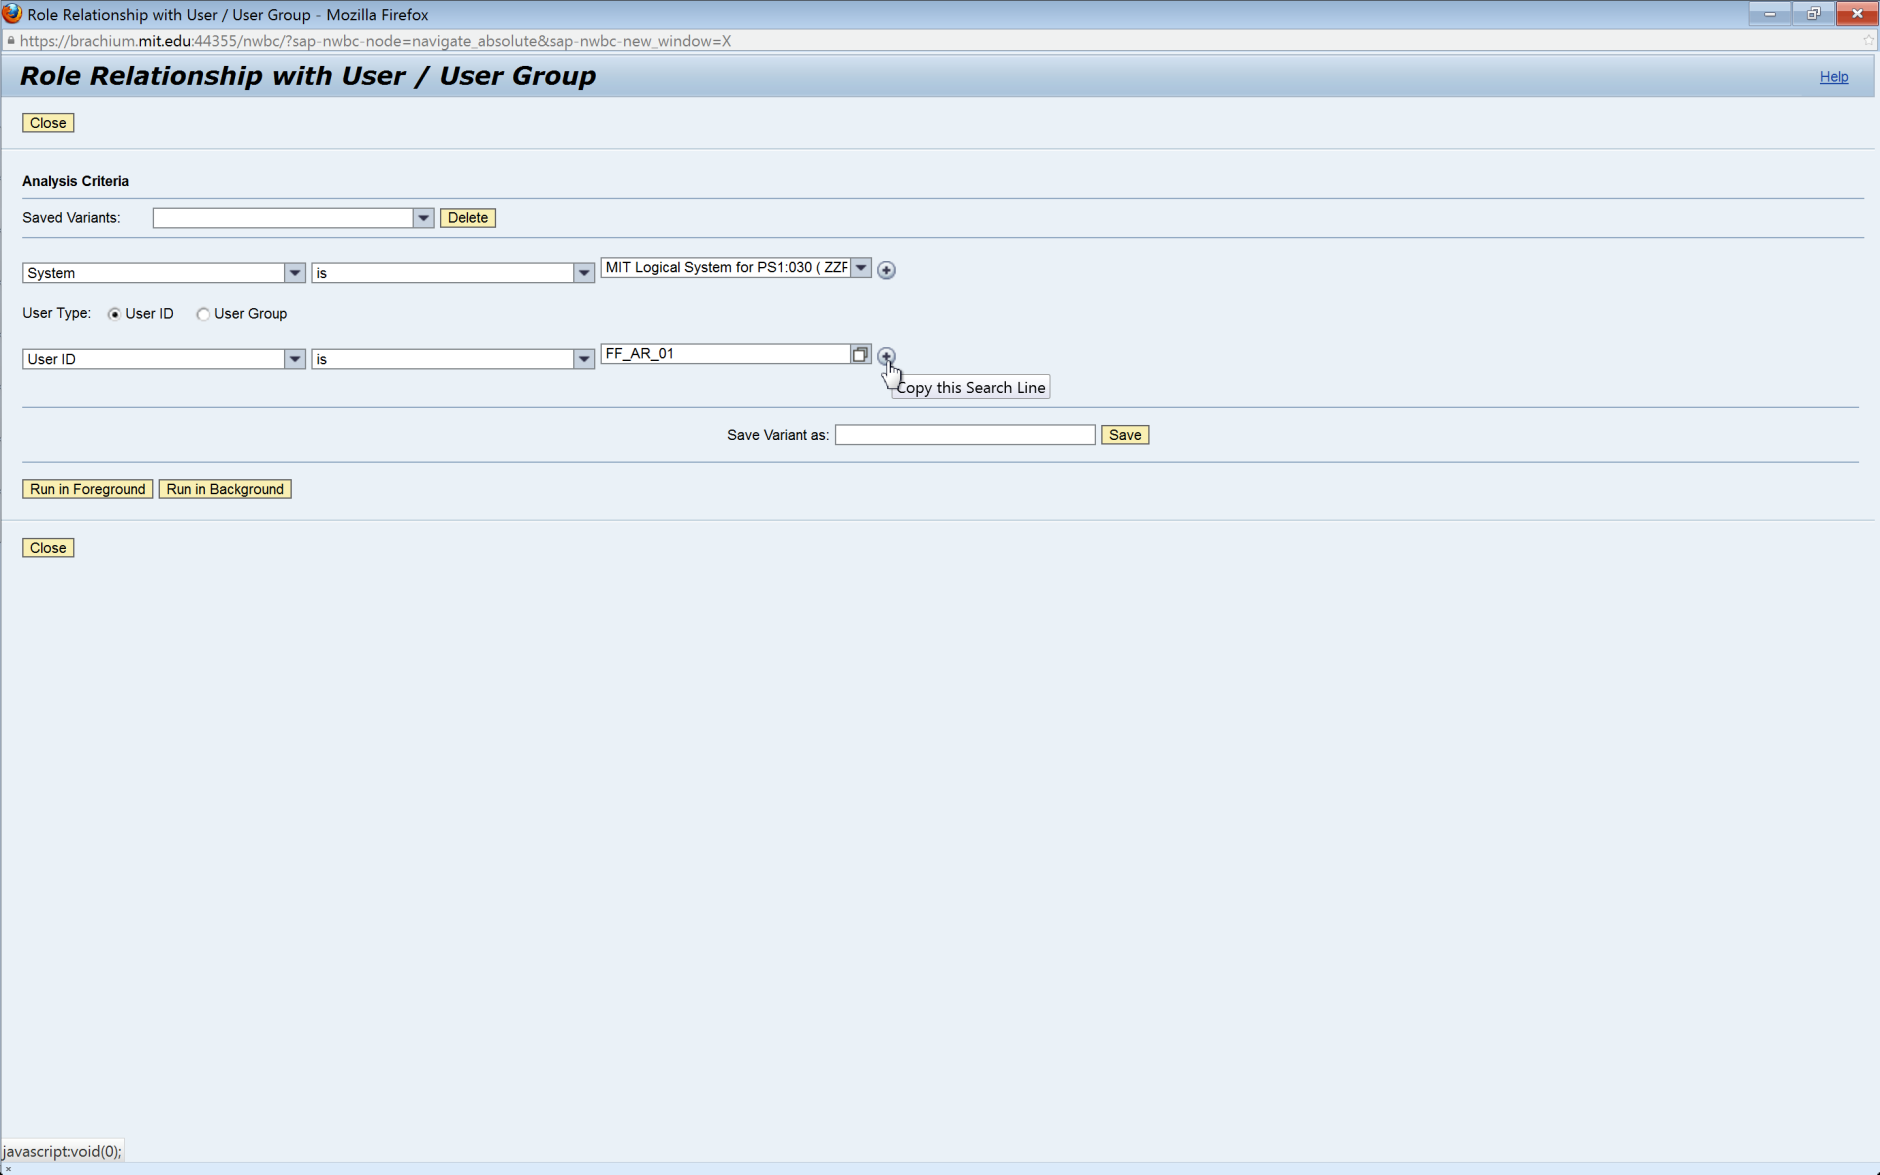 Role Relationship with User / User Group - Mozilla Firefox
https://brachium.mit.edu:44355/nwbc/?sap-nwbc-node=navigate_absolute&sap-nwbc-new_window=X
Role Relationship with User / User Group Help
Close
Analysis Criteria
Saved Variants: Delete
System is MIT Logical System for PS1:030 ( ZZF
User Type: User ID User Group
User ID is FF_AR_01
Copy this Search Line
Save Variant as: Save
Run in Foreground Run in Background
Close
javascript:void(0);